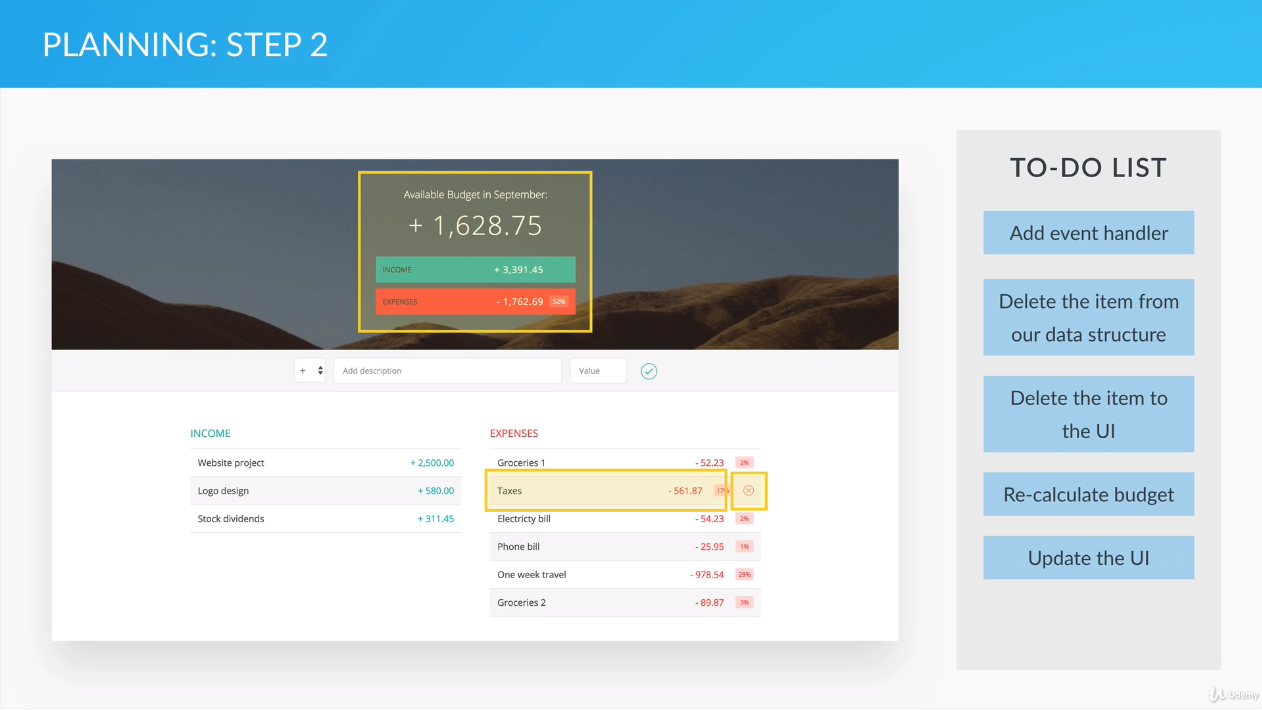 PLANNING: STEP 2
Available Budget in September:
+ 1,628.75
INCOME + 3,391.45
EXPENSES - 1,762.69 52%
+ Add description Value
INCOME
Website project + 2,500.00
Logo design + 580.00
Stock dividends + 311.45
EXPENSES
Groceries 1 - 52.23 2%
Taxes - 561.87 17%
Electricty bill - 54.23 2%
Phone bill - 25.95 1%
One week travel - 978.54 29%
Groceries 2 - 89.87 3%
TO-DO LIST
Add event handler
Delete the item from
our data structure
Delete the item to
the UI
Re-calculate budget
Update the UI
Udemy